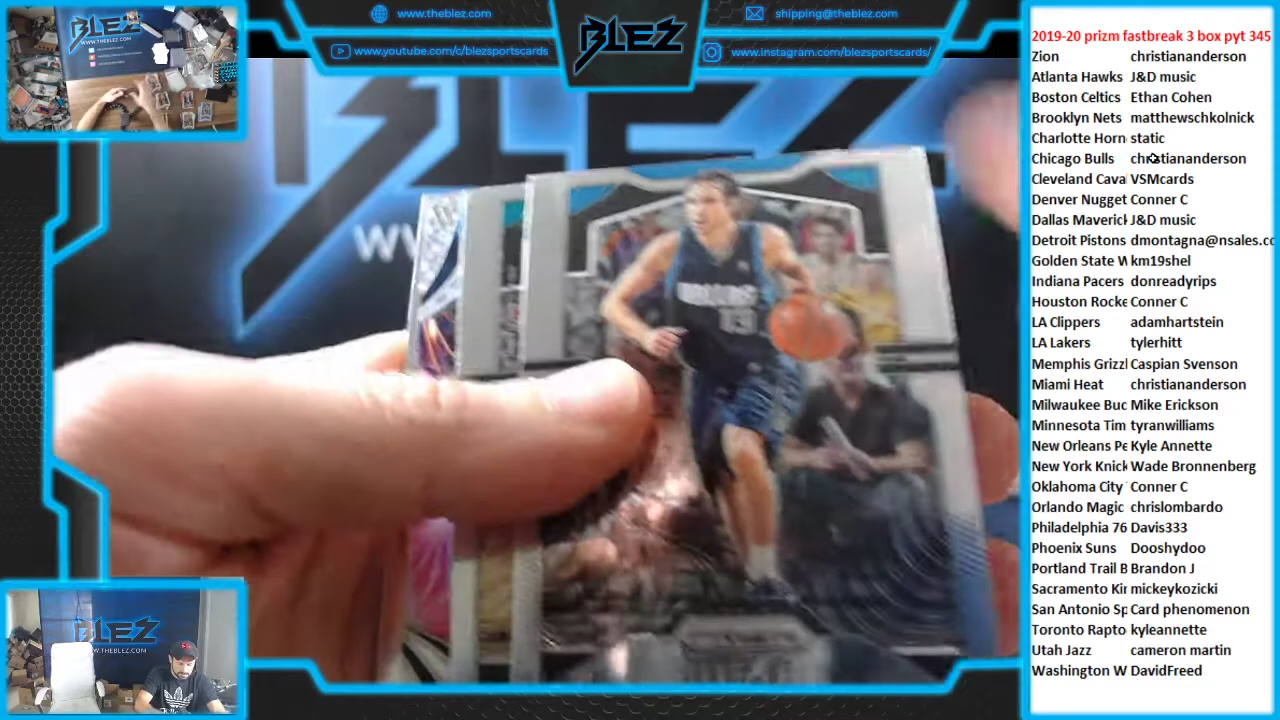 www.theblez.com
shipping@theblez.com
www.youtube.com/c/blezsportscards
BLEZ
www.instagram.com/blezsportscards/
2019-20 prizm fastbreak 3 box pyt 345
Zion christiananderson
Atlanta Hawks J&D music
Boston Celtics Ethan Cohen
Brooklyn Nets matthewschkolnick
Charlotte Horn static
Chicago Bulls christiananderson
Cleveland Cava VSMcards
Denver Nugget Conner C
Dallas Maverick J&D music
Detroit Pistons dmontagna@nsales.co
Golden State W km19shel
Indiana Pacers donreadyrips
Houston Rocke Conner C
LA Clippers adamhartstein
LA Lakers tylerhitt
Memphis Grizzl Caspian Svenson
Miami Heat christiananderson
Milwaukee Buc Mike Erickson
Minnesota Tim tyranwilliams
New Orleans Pe Kyle Annette
New York Knick Wade Bronnenberg
Oklahoma City Conner C
Orlando Magic chrislombardo
Philadelphia 76 Davis333
Phoenix Suns Dooshydoo
Portland Trail B Brandon J
Sacramento Kin mickeykozicki
San Antonio Sp Card phenomenon
Toronto Rapto kyleannette
Utah Jazz cameron martin
Washington W DavidFreed
BLEZ
13
BLEZ
WWW.THEBLEZ.COM